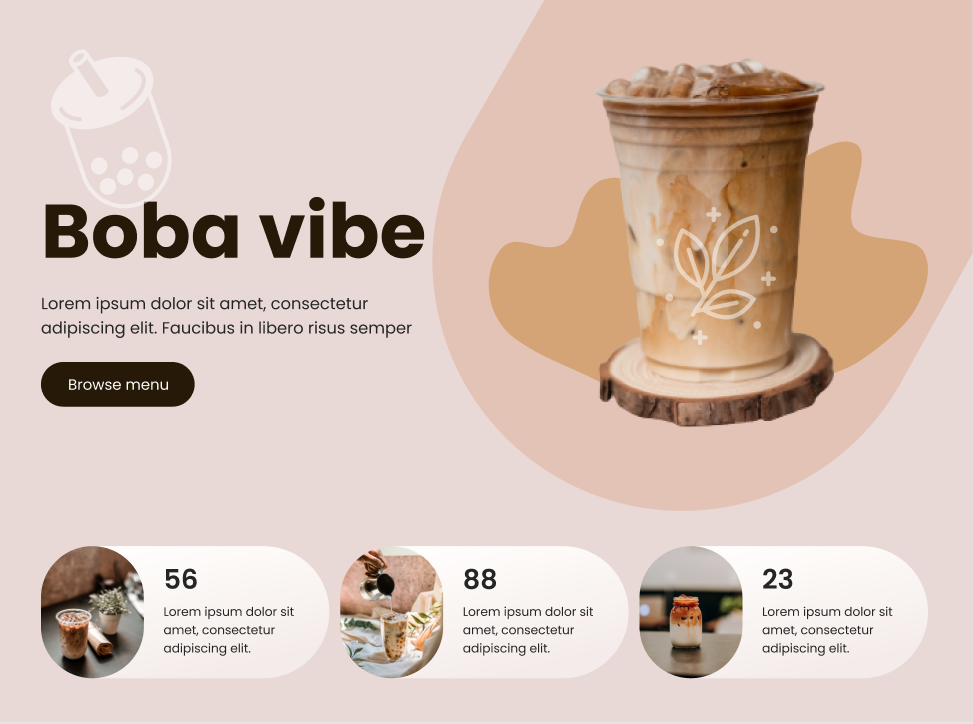 Boba vibe
Lorem ipsum dolor sit amet, consectetur
adipiscing elit. Faucibus in libero risus semper
Browse menu
56
Lorem ipsum dolor sit
amet, consectetur
adipiscing elit.
88
Lorem ipsum dolor sit
amet, consectetur
adipiscing elit.
23
Lorem ipsum dolor sit
amet, consectetur
adipiscing elit.